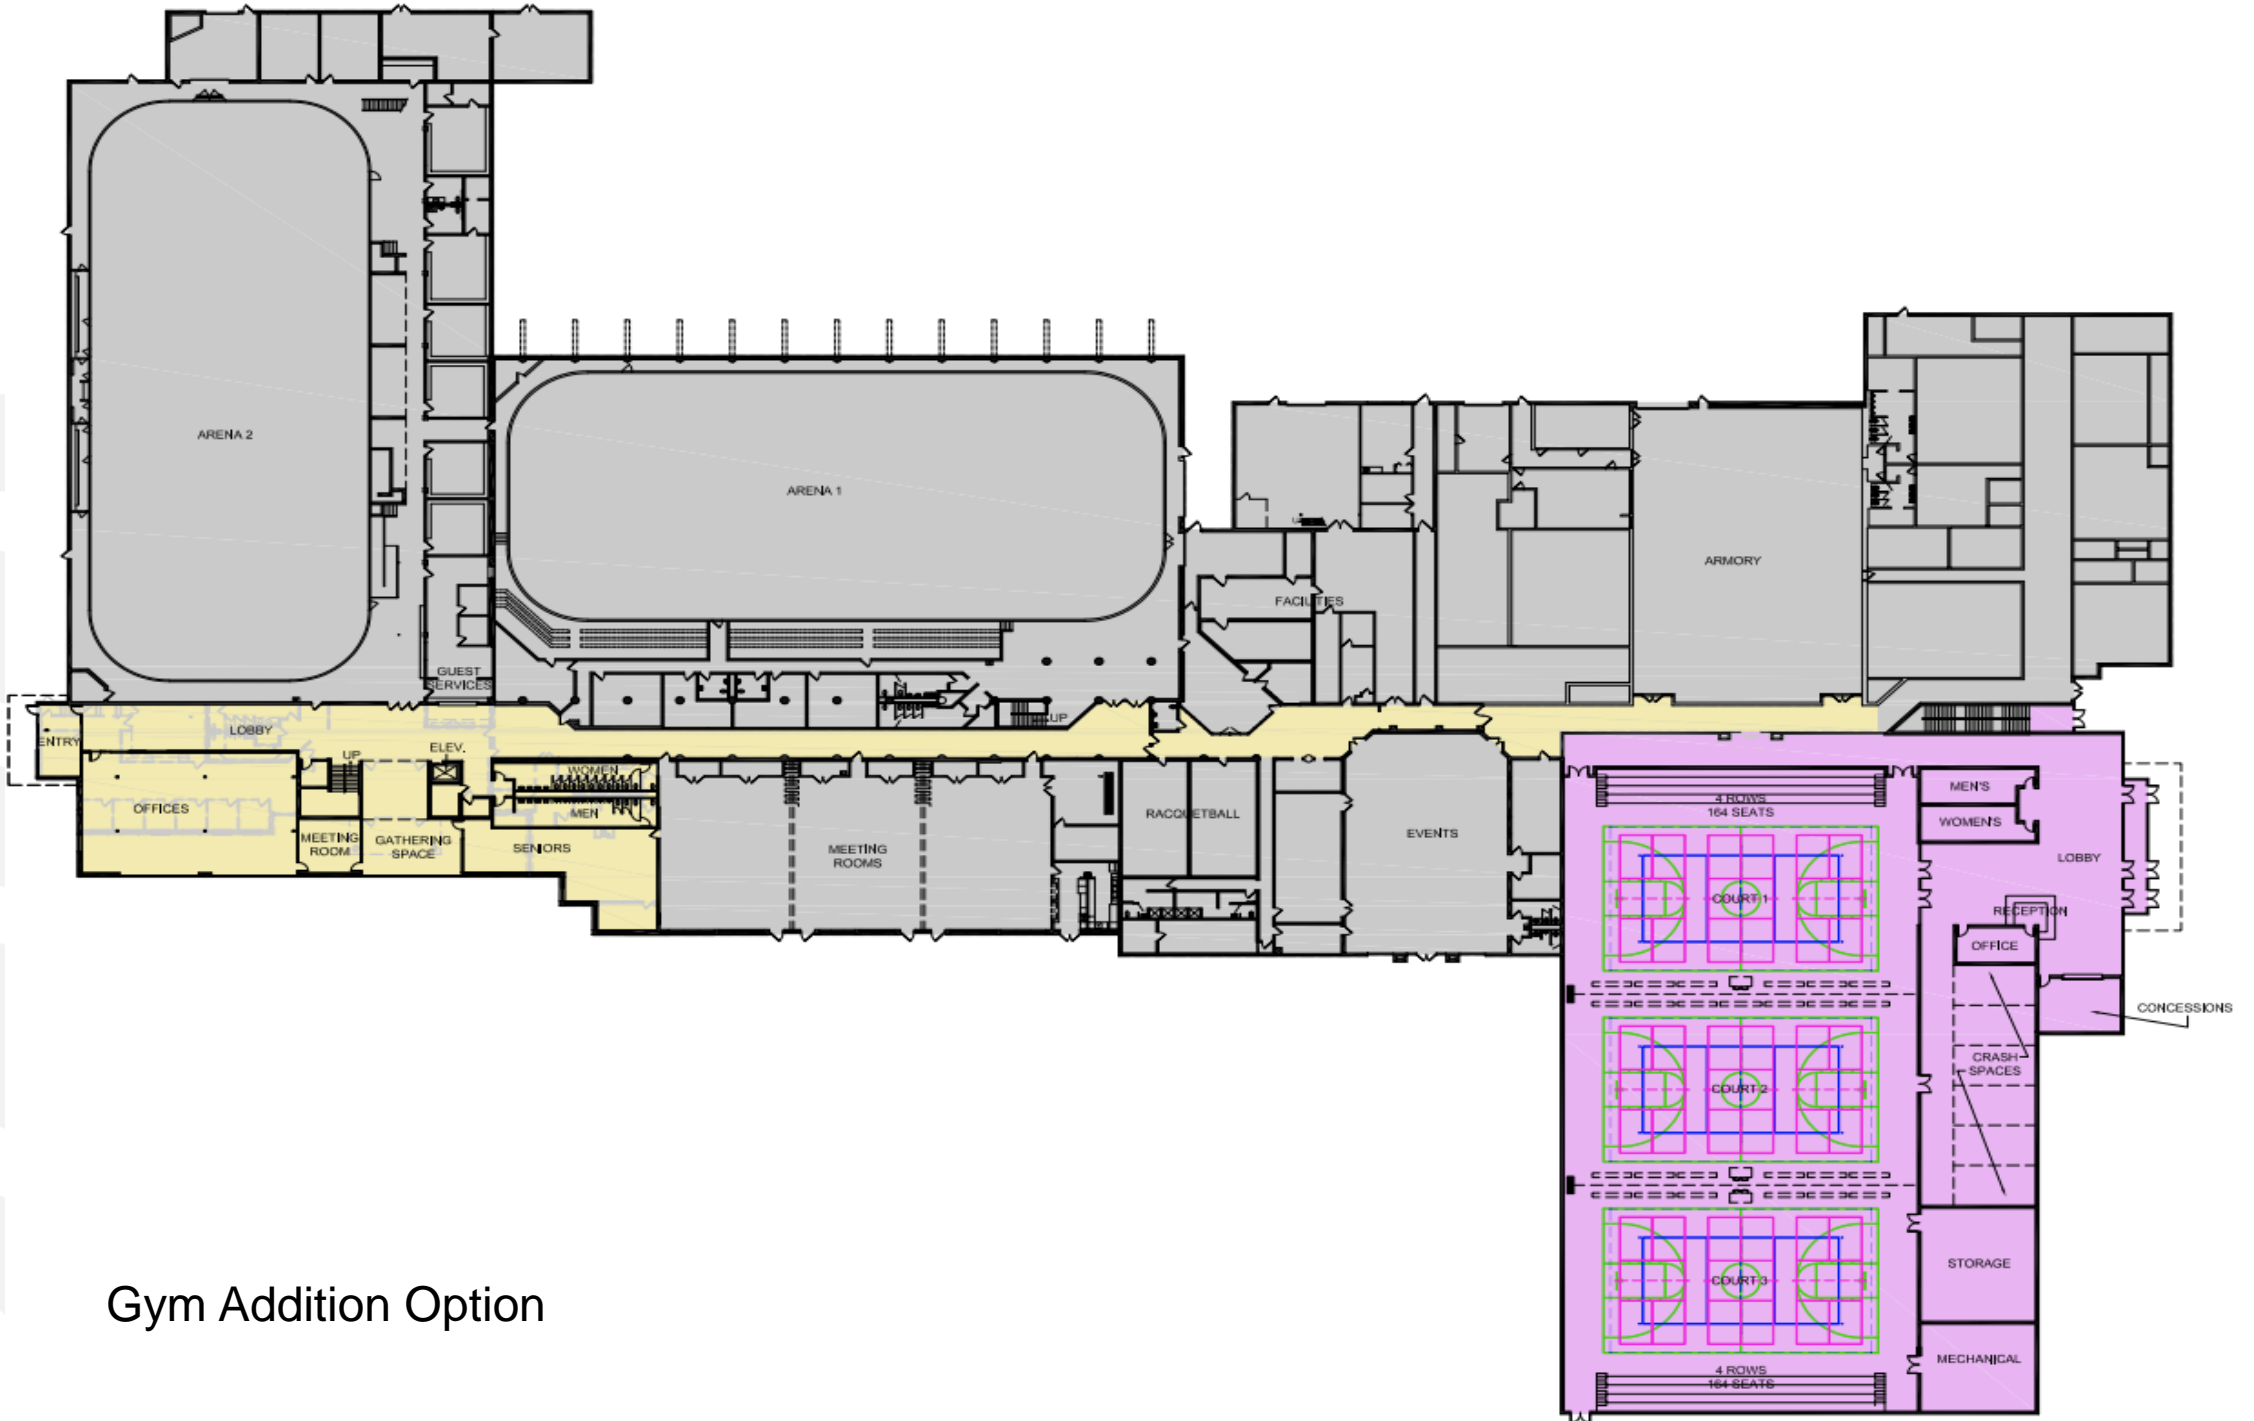 ARENA 2
ARENA 1
ARMORY
FACILITIES
GUEST
SERVICES
UP
ENTRY
LOBBY
UP
ELEV.
OFFICES
MEETING
ROOM
GATHERING
SPACE
WOMEN
MEN
SENIORS
MEETING
ROOMS
RACQUETBALL
EVENTS
4 ROWS
164 SEATS
MEN'S
WOMEN'S
LOBBY
COURT 1
RECEPTION
OFFICE
CONCESSIONS
CRASH
SPACES
COURT 2
STORAGE
COURT 3
MECHANICAL
4 ROWS
164 SEATS
Gym Addition Option